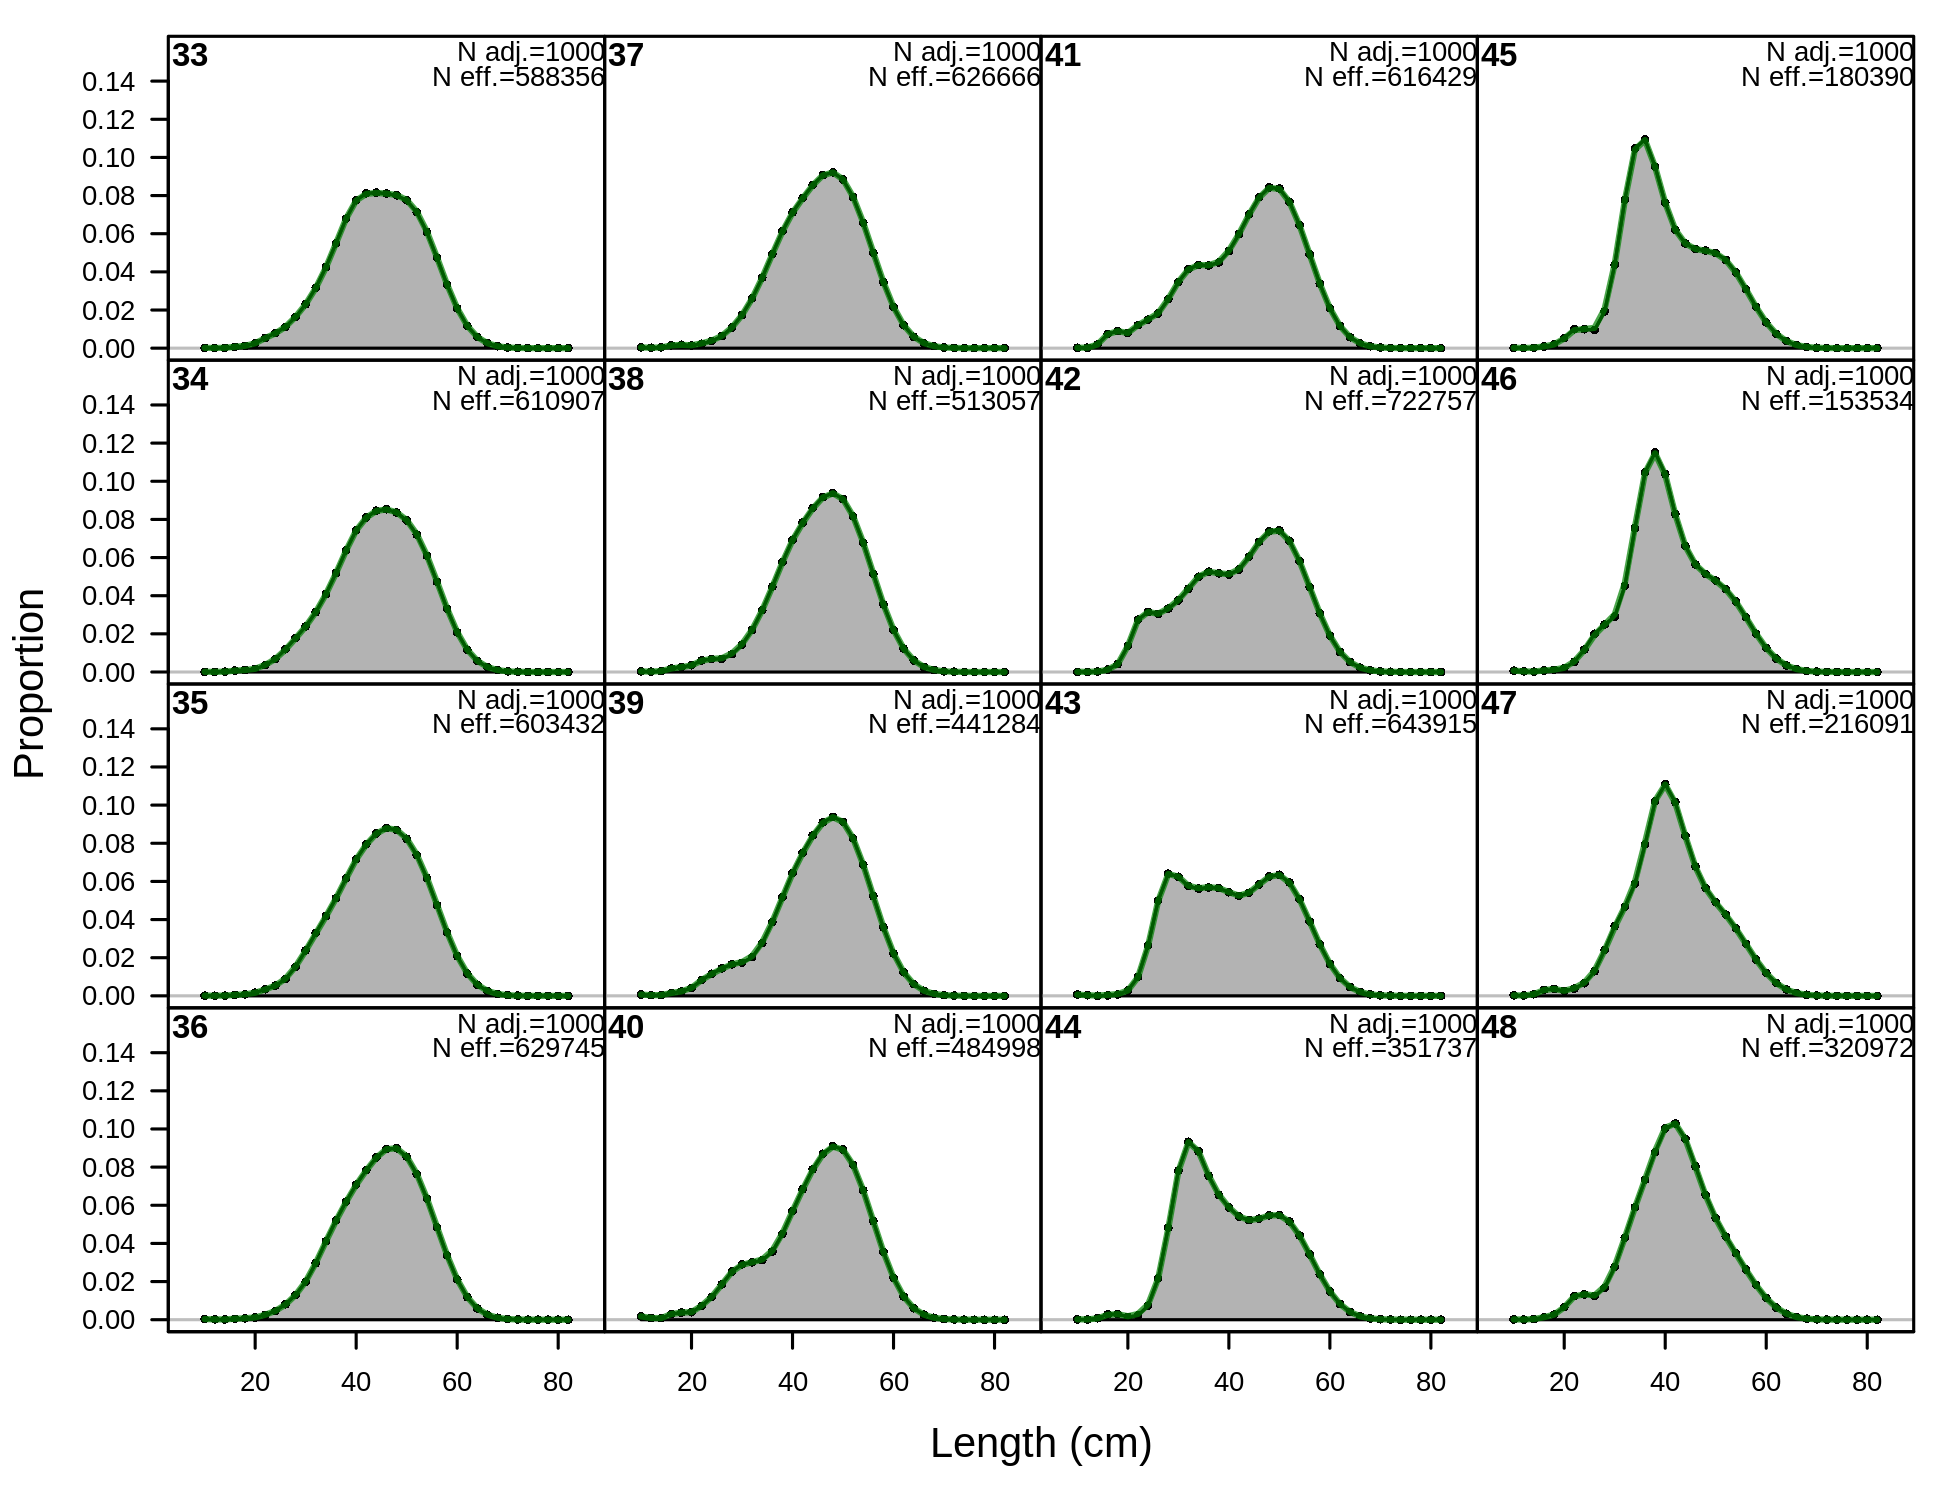 33 N adj.=1000 37 N adj.=1000 41 N adj.=1000 45 N adj.=1000
N eff.=588356 N eff.=626666 N eff.=616429 N eff.=180390
0.14
0.12
0.10
0.08
0.06
0.04
0.02
0.00
34 N adj.=1000 38 N adj.=1000 42 N adj.=1000 46 N adj.=1000
N eff.=610907 N eff.=513057 N eff.=722757 N eff.=153534
0.14
0.12
0.10
0.08
0.06
0.04
0.02
0.00
Proportion
35 N adj.=1000 39 N adj.=1000 43 N adj.=1000 47 N adj.=1000
N eff.=603432 N eff.=441284 N eff.=643915 N eff.=216091
0.14
0.12
0.10
0.08
0.06
0.04
0.02
0.00
36 N adj.=1000 40 N adj.=1000 44 N adj.=1000 48 N adj.=1000
N eff.=629745 N eff.=484998 N eff.=351737 N eff.=320972
0.14
0.12
0.10
0.08
0.06
0.04
0.02
0.00
20 40 60 80 20 40 60 80 20 40 60 80 20 40 60 80
Length (cm)